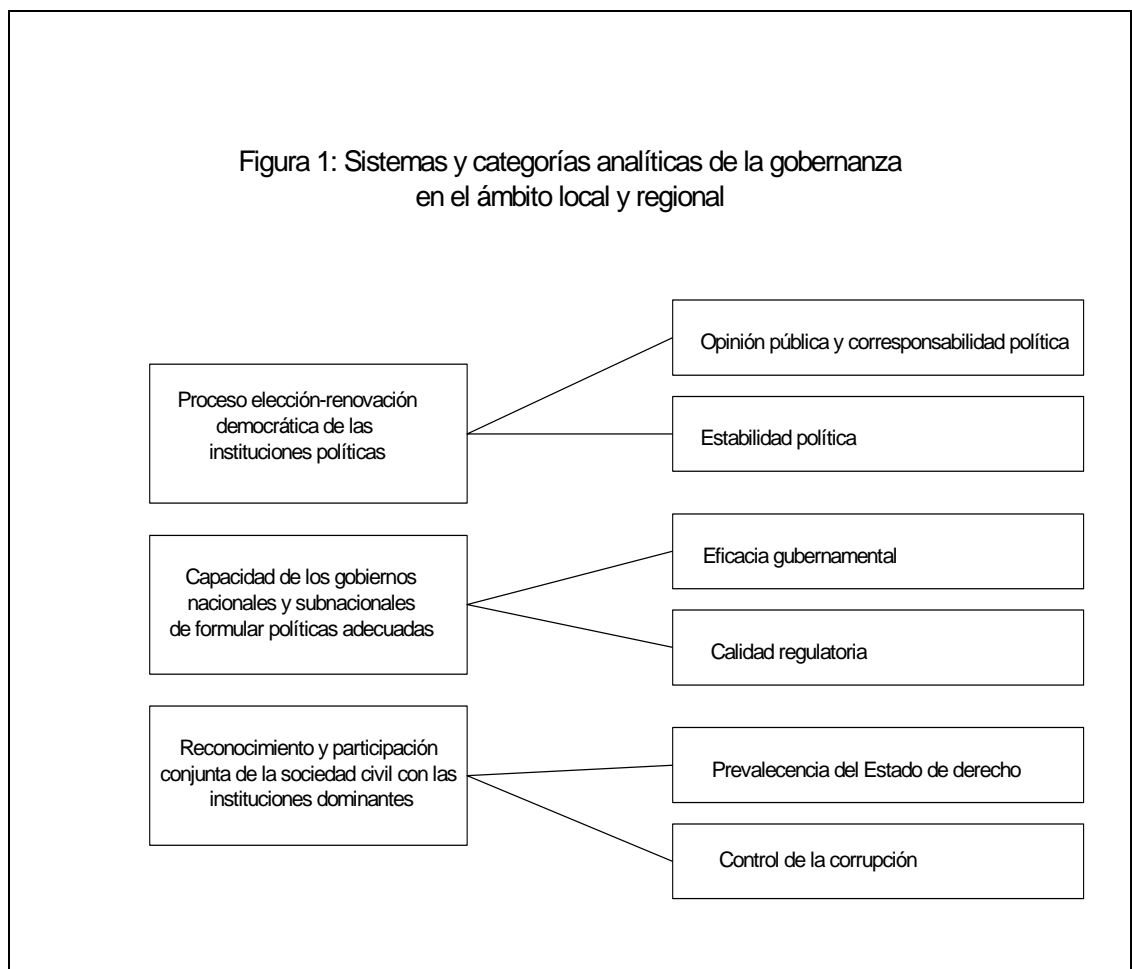 Figura 1: Sistemas y categorías analíticas de la gobernanza
en el ámbito local y regional
Proceso elección-renovación
democrática de las
instituciones políticas
Opinión pública y corresponsabilidad política
Estabilidad política
Capacidad de los gobiernos
nacionales y subnacionales
de formular políticas adecuadas
Eficacia gubernamental
Calidad regulatoria
Reconocimiento y participación
conjunta de la sociedad civil con las
instituciones dominantes
Prevalecencia del Estado de derecho
Control de la corrupción